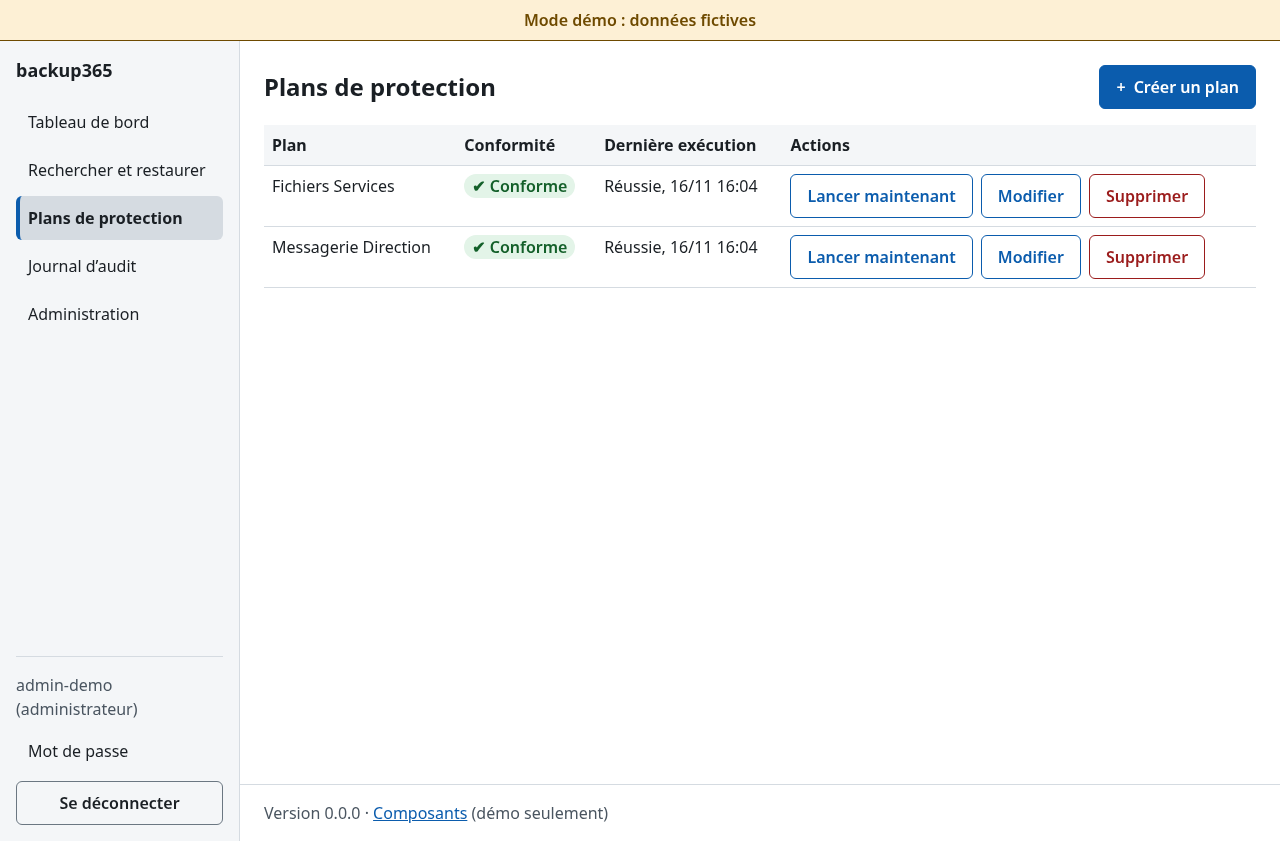 Mode démo : données fictives
backup365
Tableau de bord
Rechercher et restaurer
Plans de protection
Journal d’audit
Administration
admin-demo
(administrateur)
Mot de passe
Se déconnecter
Plans de protection
+ Créer un plan
Plan Conformité Dernière exécution Actions
Fichiers Services ✔ Conforme Réussie, 16/11 16:04 Lancer maintenant Modifier Supprimer
Messagerie Direction ✔ Conforme Réussie, 16/11 16:04 Lancer maintenant Modifier Supprimer
Version 0.0.0 · Composants (démo seulement)